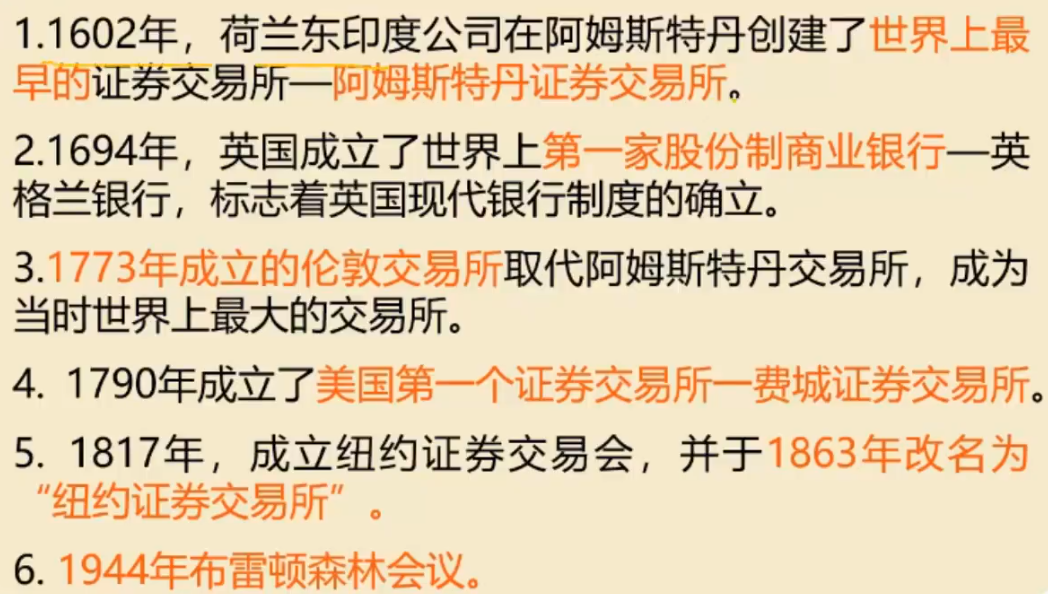 1.1602年，荷兰东印度公司在阿姆斯特丹创建了世界上最
早的证券交易所—阿姆斯特丹证券交易所。
2.1694年，英国成立了世界上第一家股份制商业银行—英
格兰银行，标志着英国现代银行制度的确立。
3.1773年成立的伦敦交易所取代阿姆斯特丹交易所，成为
当时世界上最大的交易所。
4. 1790年成立了美国第一个证券交易所—费城证券交易所。
5. 1817年，成立纽约证券交易会，并于1863年改名为
“纽约证券交易所”。
6. 1944年布雷顿森林会议。